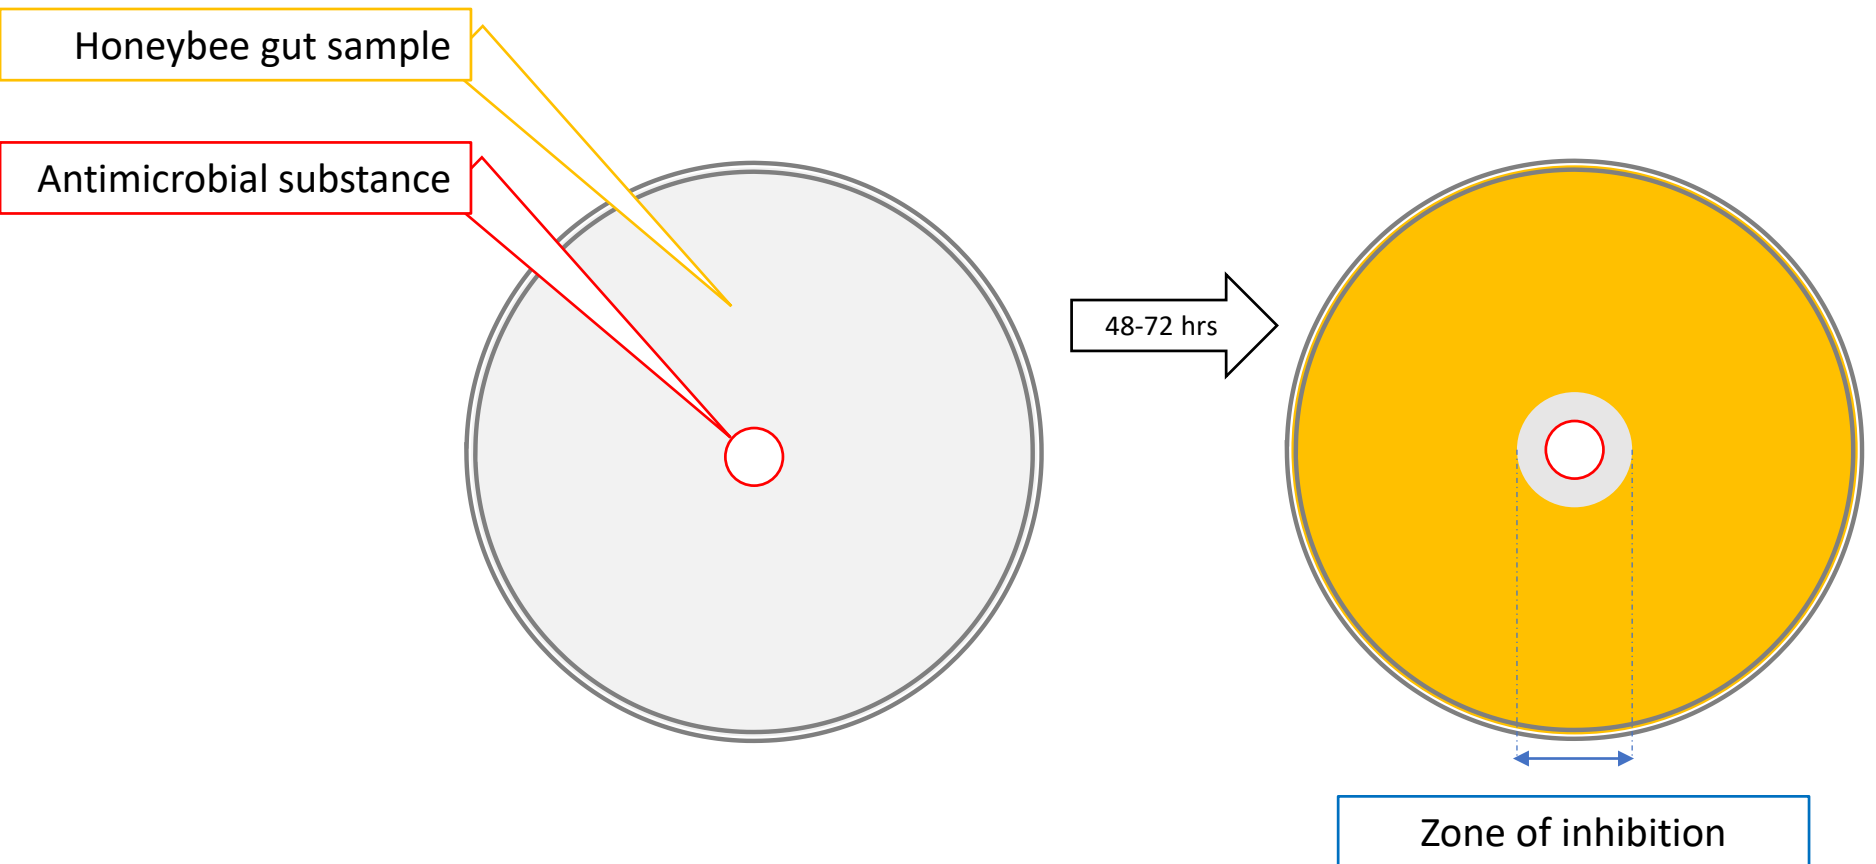 Honeybee gut sample
Antimicrobial substance
48-72 hrs
Zone of inhibition